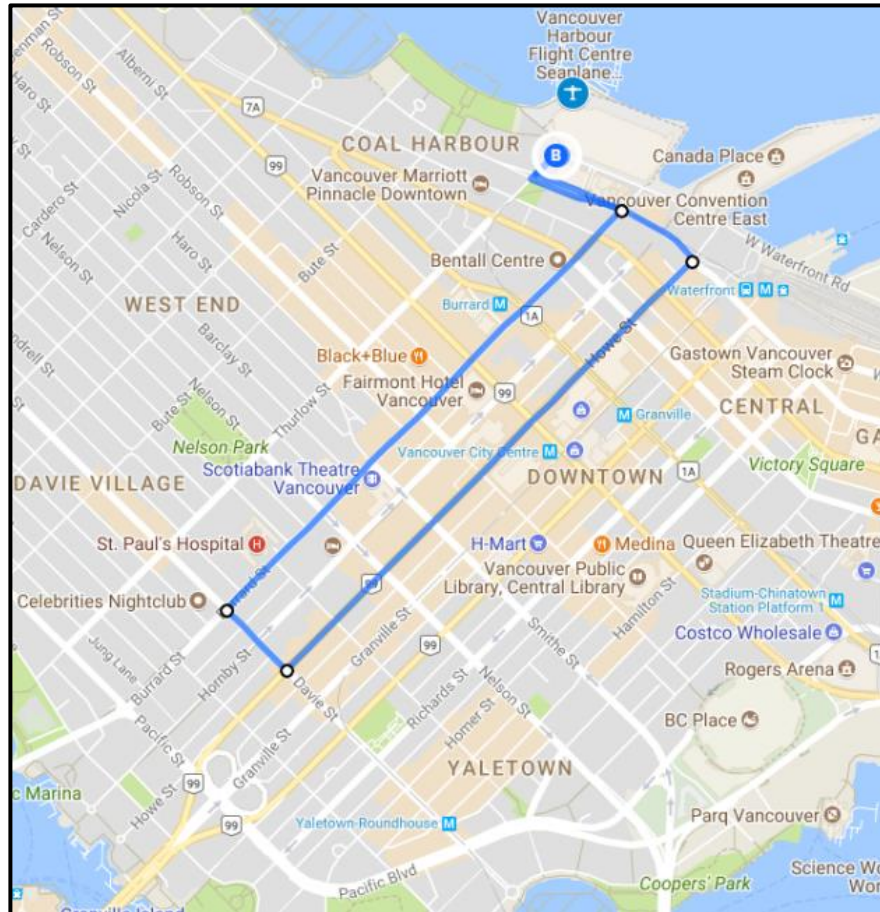 Vancouver
Harbour
Flight Centre
Seaplane...
enman St
Robson St
Alberni St
Haro St
7A
COAL HARBOUR
B
Canada Place
99
Vancouver Marriott
Pinnacle Downtown
Nicola St
Robson St
Vancouver Convention
Centre East
Cardero St
Nelson St
Haro St
Bute St
Bentall Centre
W Waterfront Rd
Waterfront M
WEST END
Burrard M
1A
Howe St
Barclay St
Black+Blue
Gastown Vancouver
Steam Clock
Fairmont Hotel
Vancouver
99
Bute St
Nelson St
Thurlow St
M Granville
CENTRAL
Nelson Park
Vancouver City Centre M
GA
DAVIE VILLAGE
Scotiabank Theatre
Vancouver
DOWNTOWN
1A
Victory Square
St. Paul's Hospital H
H-Mart
Medina
Queen Elizabeth Theatre
99
Vancouver Public
Library, Central Library
Celebrities Nightclub
Hamilton St
Stadium-Chinatown
Station Platform 1 M
Granville St
99
Smithe St
Costco Wholesale
Jung Lane
Burrard St
Hornby St
Davie St
Richards St
Nelson St
Rogers Arena
Pacific St
Homer St
BC Place
Granville St
YALETOWN
99
Howe St
Marina
99
Yaletown-Roundhouse M
Parq Vancouver
Pacific Blvd
Coopers' Park
Science Wo
Wor
Granville Island